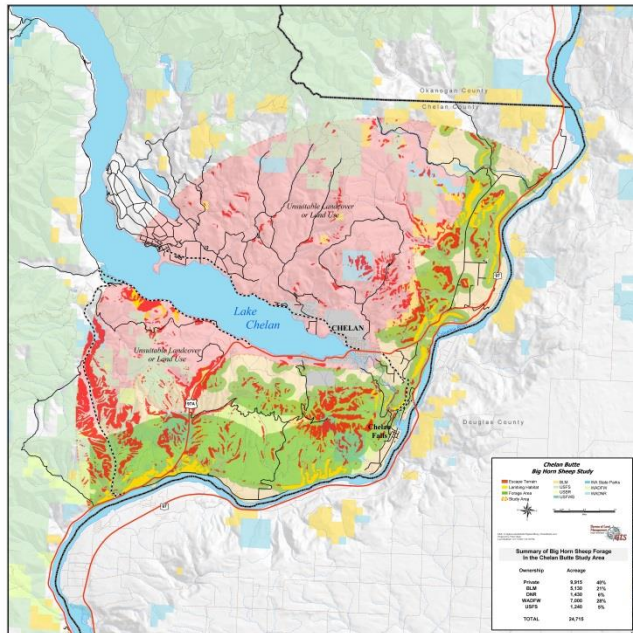 Okanogan County
Chelan County
Unsuitable Landcover
or Land Use
97
Lake
Chelan
CHELAN
Unsuitable Landcover
or Land Use
97A
Chelan
Falls
Douglas County
97
Chelan Butte
Big Horn Sheep Study
Escape Terrain
Lambing Habitat
Forage Area
Study Area
BLM
USFS
USBR
USFWS
WA State Parks
WADFW
WADNR
GIS
Summary of Big Horn Sheep Forage
In the Chelan Butte Study Area
Ownership Acreage
Private 9,915 40%
BLM 5,130 21%
DNR 1,430 6%
WADFW 7,000 28%
USFS 1,240 5%
TOTAL 24,715